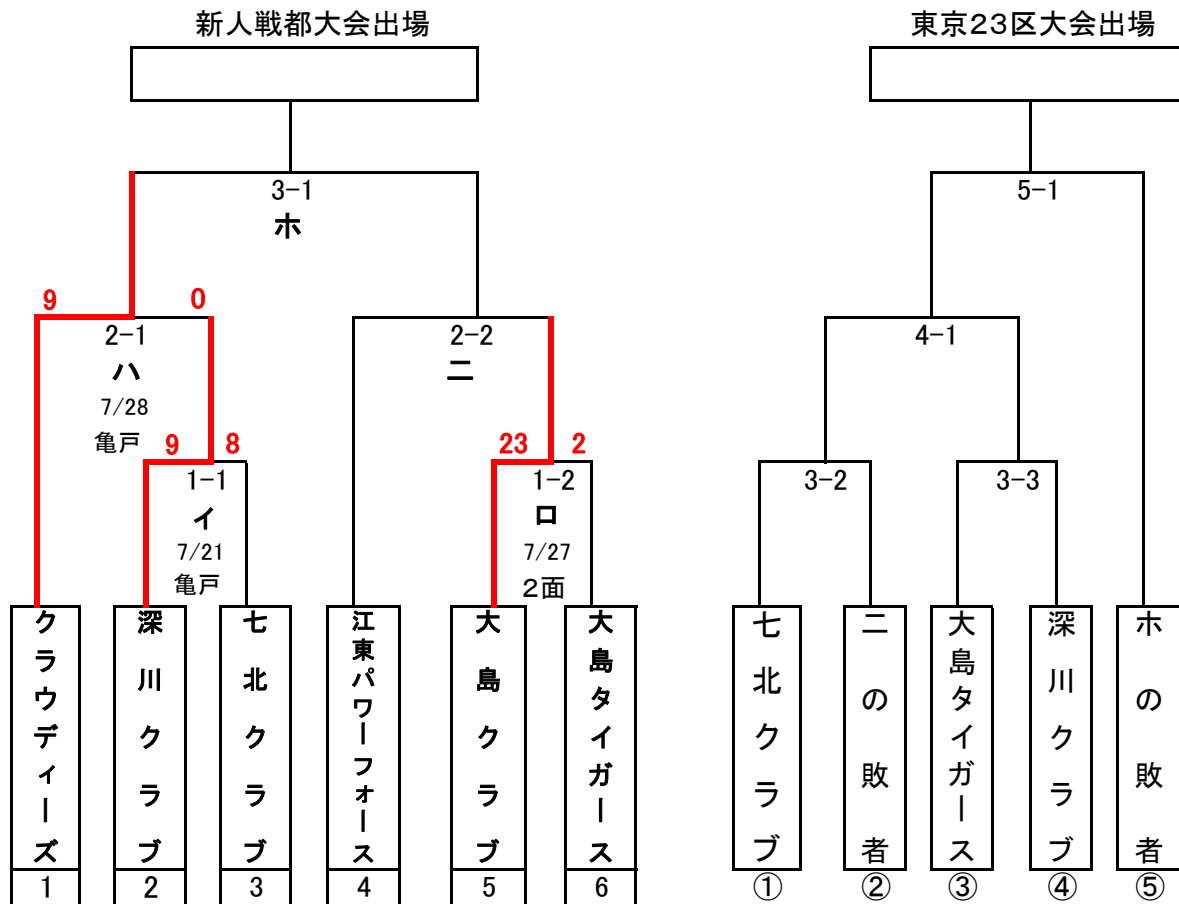 新人戦都大会出場
東京23区大会出場
3-1
ホ
5-1
9 0
2-1
ハ
7/28
亀戸
2-2
ニ
4-1
9 8
1-1
イ
7/21
亀戸
23 2
1-2
ロ
7/27
2面
3-2
3-3
クラウディーズ
深川クラブ
七北クラブ
江東パワーフォース
大島クラブ
大島タイガース
七北クラブ
ニの敗者
大島タイガース
深川クラブ
ホの敗者
1 2 3 4 5 6 ① ② ③ ④ ⑤